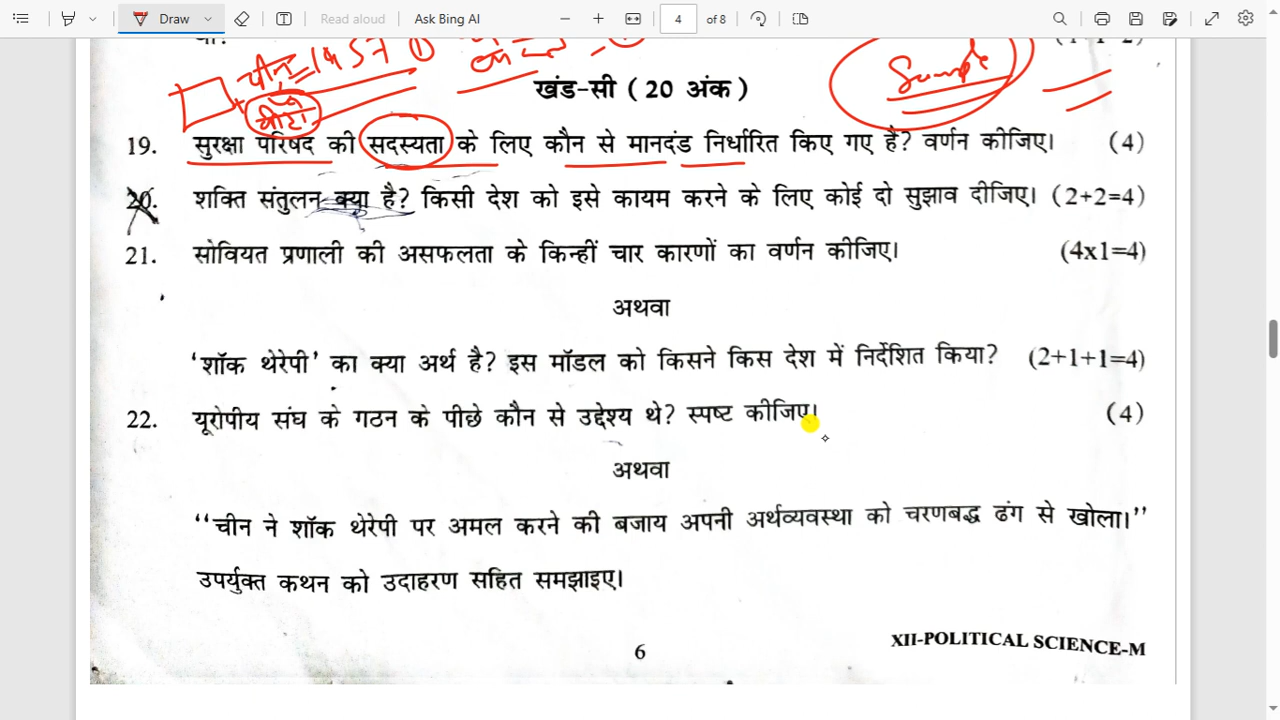 Draw
Read aloud
Ask Bing AI
4 of 8
खंड-सी ( 20 अंक )
Sample
19. सुरक्षा परिषद की सदस्यता के लिए कौन से मानदंड निर्धारित किए गए है? वर्णन कीजिए। (4)
20. शक्ति संतुलन क्या है? किसी देश को इसे कायम करने के लिए कोई दो सुझाव दीजिए। (2+2=4)
21. सोवियत प्रणाली की असफलता के किन्हीं चार कारणों का वर्णन कीजिए। (4x1=4)
अथवा
‘शॉक थेरेपी’ का क्या अर्थ है? इस मॉडल को किसने किस देश में निर्देशित किया? (2+1+1=4)
22. यूरोपीय संघ के गठन के पीछे कौन से उद्देश्य थे? स्पष्ट कीजिए। (4)
अथवा
‘‘चीन ने शॉक थेरेपी पर अमल करने की बजाय अपनी अर्थव्यवस्था को चरणबद्ध ढंग से खोला।’’
उपर्युक्त कथन को उदाहरण सहित समझाइए।
6
XII-POLITICAL SCIENCE-M